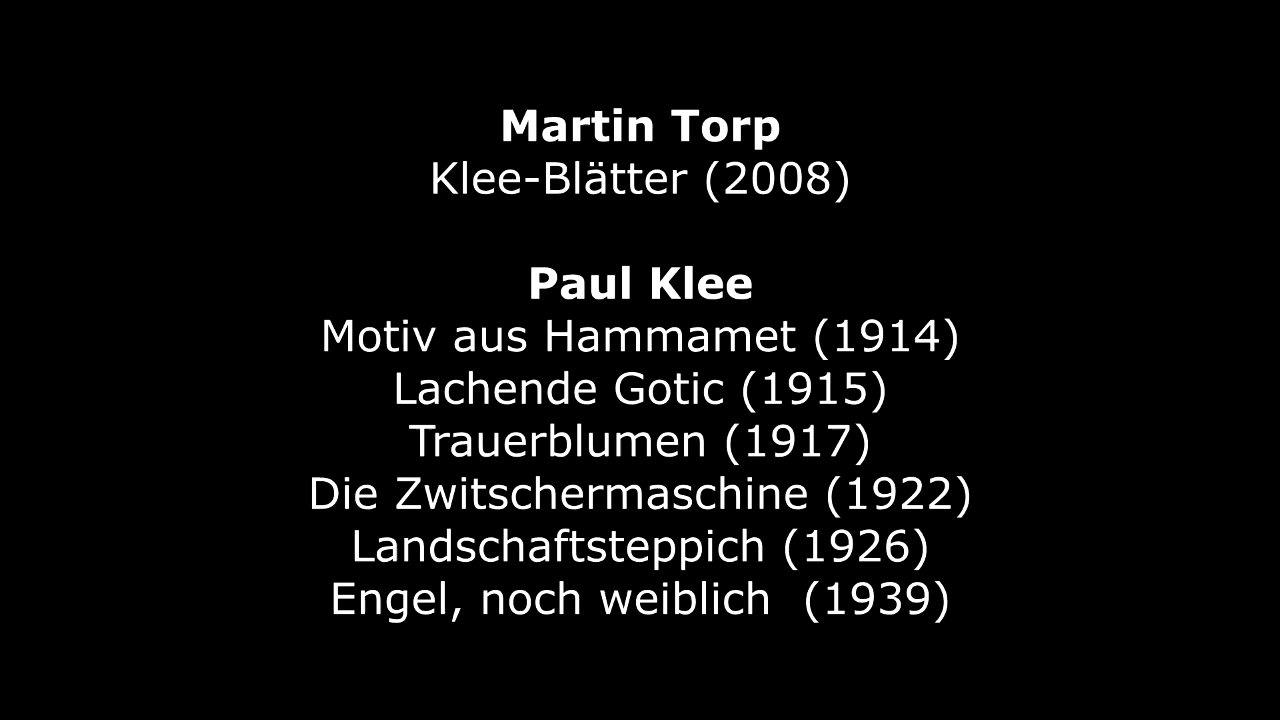 Martin Torp
Klee-Blätter (2008)
Paul Klee
Motiv aus Hammamet (1914)
Lachende Gotic (1915)
Trauerblumen (1917)
Die Zwitschermaschine (1922)
Landschaftsteppich (1926)
Engel, noch weiblich  (1939)